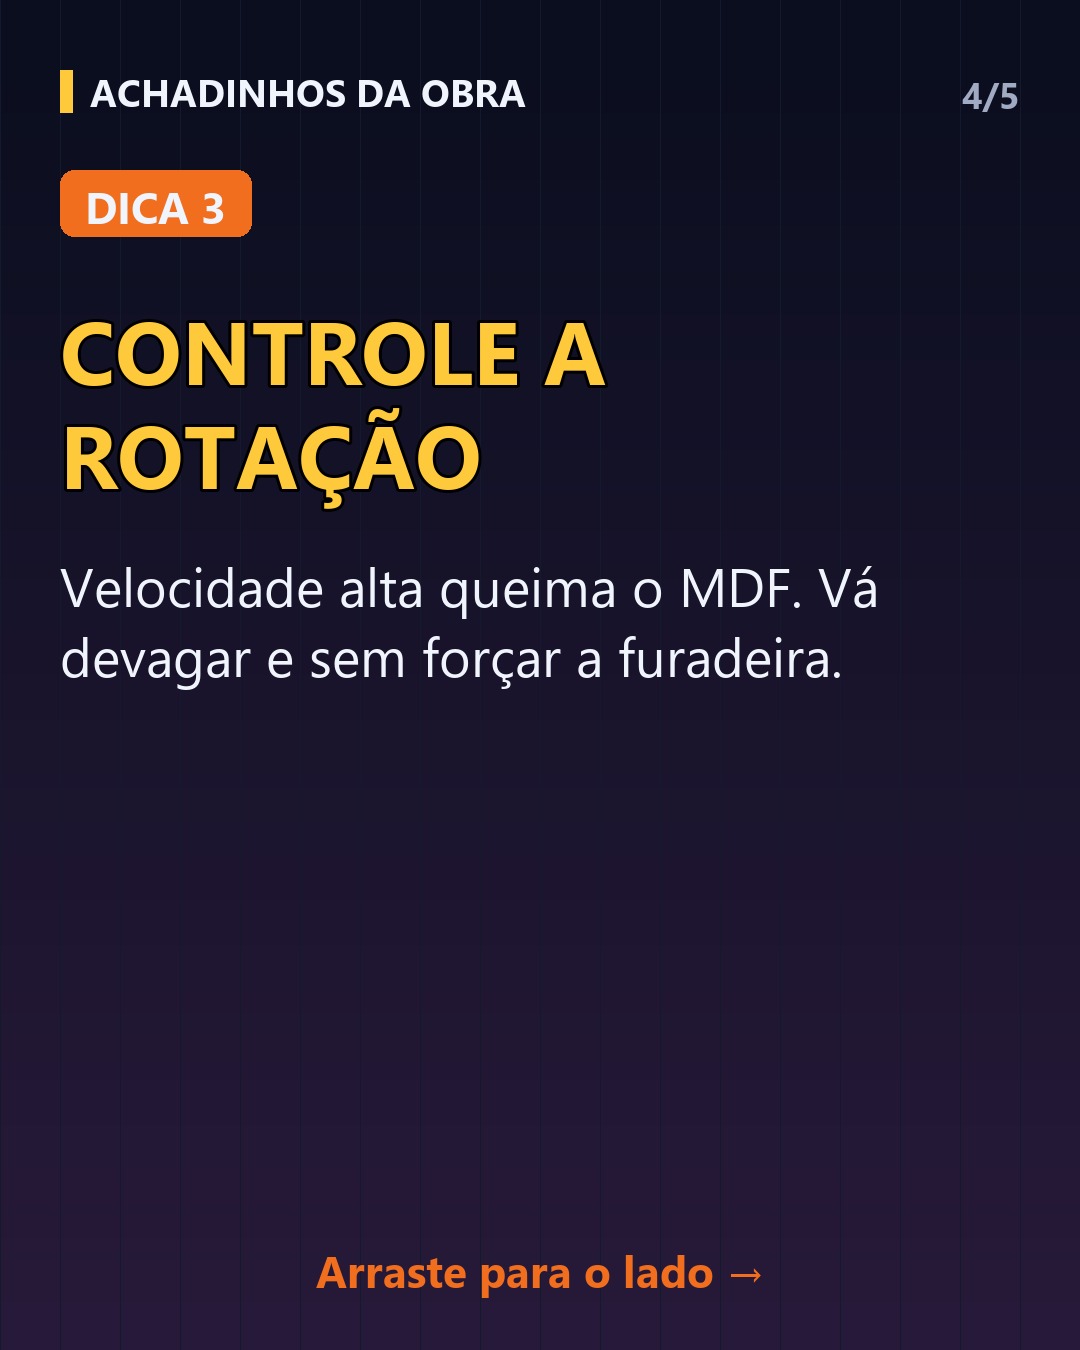 ACHADINHOS DA OBRA
4/5
DICA 3
CONTROLE A
ROTAÇÃO
Velocidade alta queima o MDF. Vá
devagar e sem forçar a furadeira.
Arraste para o lado →